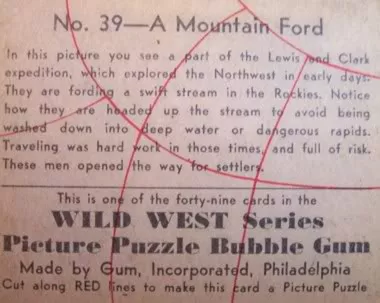 No. 39—A Mountain Ford
In this picture you see a part of the Lewis and Clark
expedition, which explored the Northwest in early days.
They are fording a swift stream in the Rockies. Notice
how they are headed up the stream to avoid being
washed down into deep water or dangerous rapids.
Traveling was hard work in those times, and full of risk.
These men opened the way for settlers.
This is one of the forty-nine cards in the
WILD WEST Series
Picture Puzzle Bubble Gum
Made by Gum, Incorporated, Philadelphia
Cut along RED lines to make this card a Picture Puzzle